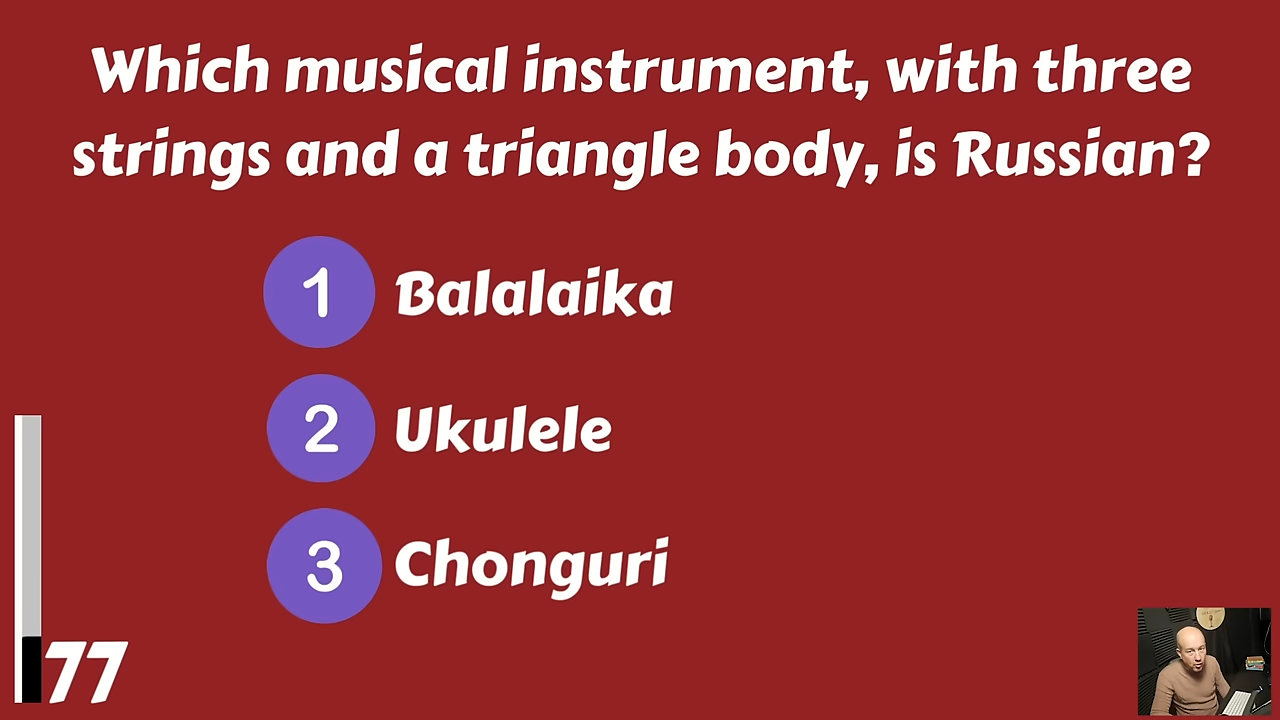 Which musical instrument, with three
strings and a triangle body, is Russian?
1 Balalaika
2 Ukulele
3 Chonguri
77